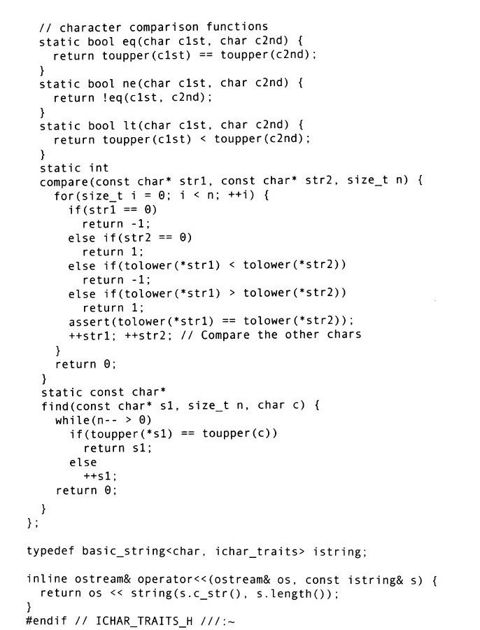 // character comparison functions
static bool eq(char c1st, char c2nd) {
return toupper(c1st) == toupper(c2nd);
}
static bool ne(char c1st, char c2nd) {
return !eq(c1st, c2nd);
}
static bool lt(char c1st, char c2nd) {
return toupper(c1st) < toupper(c2nd);
}
static int
compare(const char* str1, const char* str2, size_t n) {
for(size_t i = 0; i < n; ++i) {
if(str1 == 0)
return -1;
else if(str2 == 0)
return 1;
else if(tolower(*str1) < tolower(*str2))
return -1;
else if(tolower(*str1) > tolower(*str2))
return 1;
assert(tolower(*str1) == tolower(*str2));
++str1; ++str2; // Compare the other chars
}
return 0;
}
static const char*
find(const char* s1, size_t n, char c) {
while(n-- > 0)
if(toupper(*s1) == toupper(c))
return s1;
else
++s1;
return 0;
}
};
typedef basic_string<char, ichar_traits> istring;
inline ostream& operator<<(ostream& os, const istring& s) {
return os << string(s.c_str(), s.length());
}
#endif // ICHAR_TRAITS_H ///:~